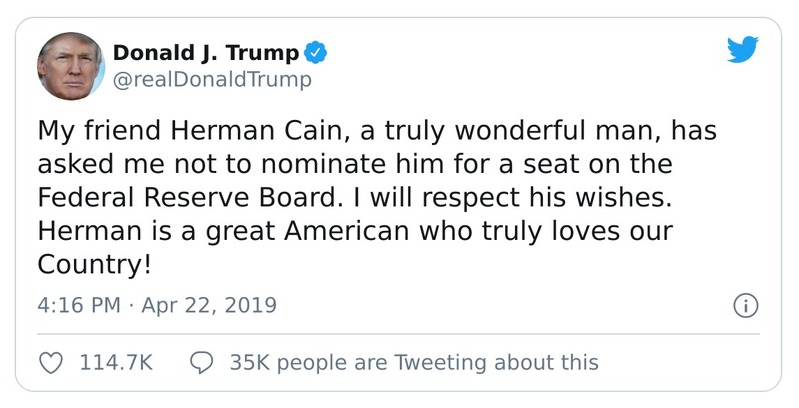 Donald J. Trump
@realDonaldTrump
My friend Herman Cain, a truly wonderful man, has
asked me not to nominate him for a seat on the
Federal Reserve Board. I will respect his wishes.
Herman is a great American who truly loves our
Country!
4:16 PM · Apr 22, 2019
114.7K 35K people are Tweeting about this